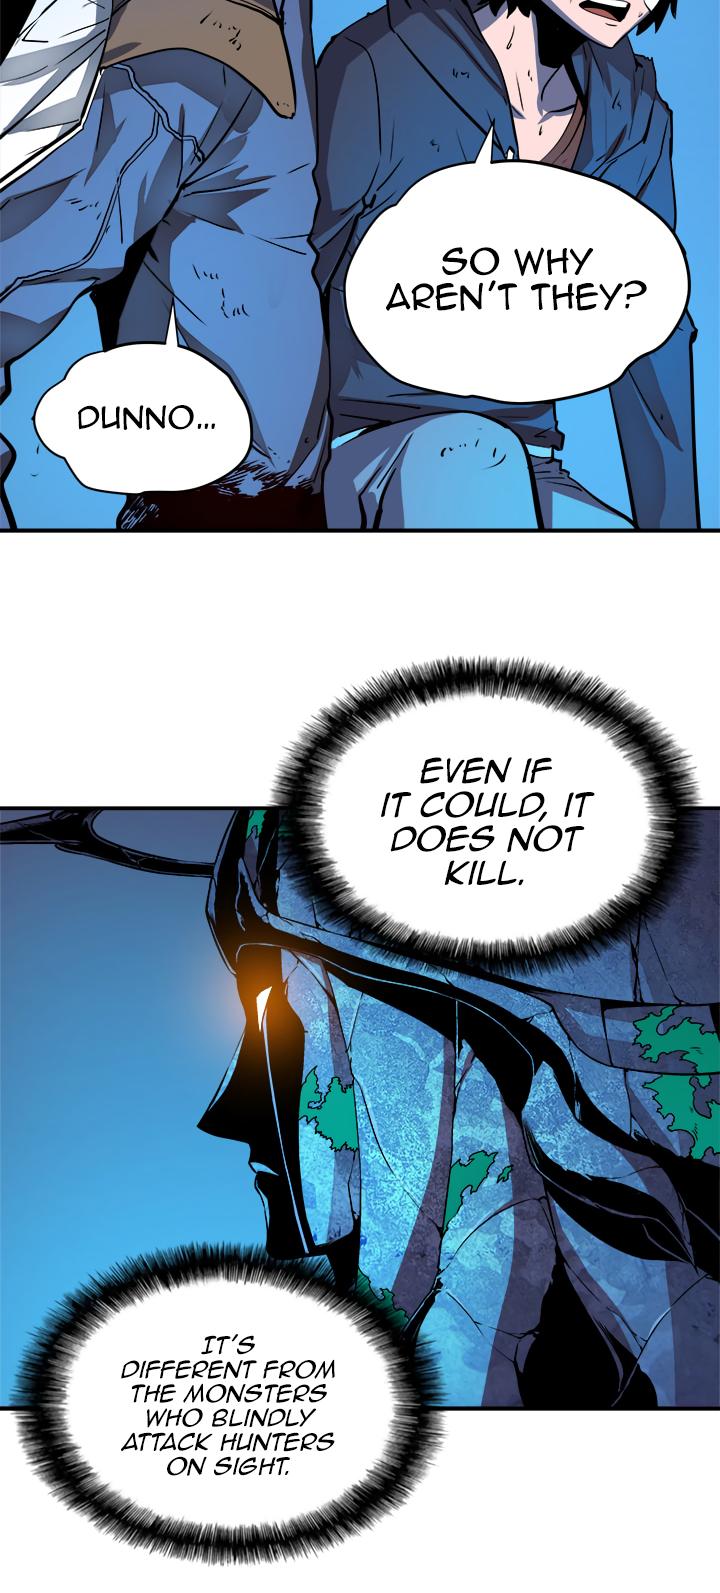 SO WHY
AREN'T THEY?
DUNNO...
EVEN IF
IT COULD, IT
DOES NOT
KILL.
IT'S
DIFFERENT FROM
THE MONSTERS
WHO BLINDLY
ATTACK HUNTERS
ON SIGHT.